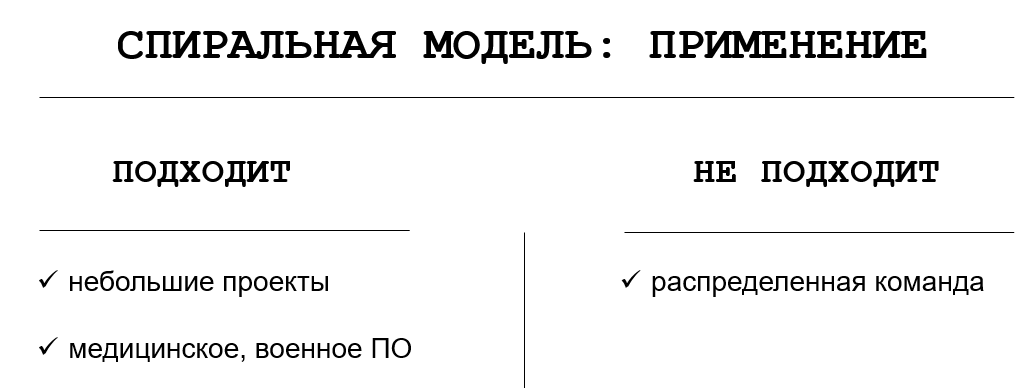 СПИРАЛЬНАЯ МОДЕЛЬ: ПРИМЕНЕНИЕ
ПОДХОДИТ
небольшие проекты
медицинское, военное ПО
НЕ ПОДХОДИТ
распределенная команда